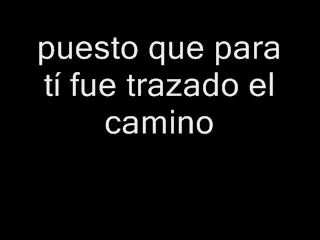 puesto que para
tí fue trazado el
camino